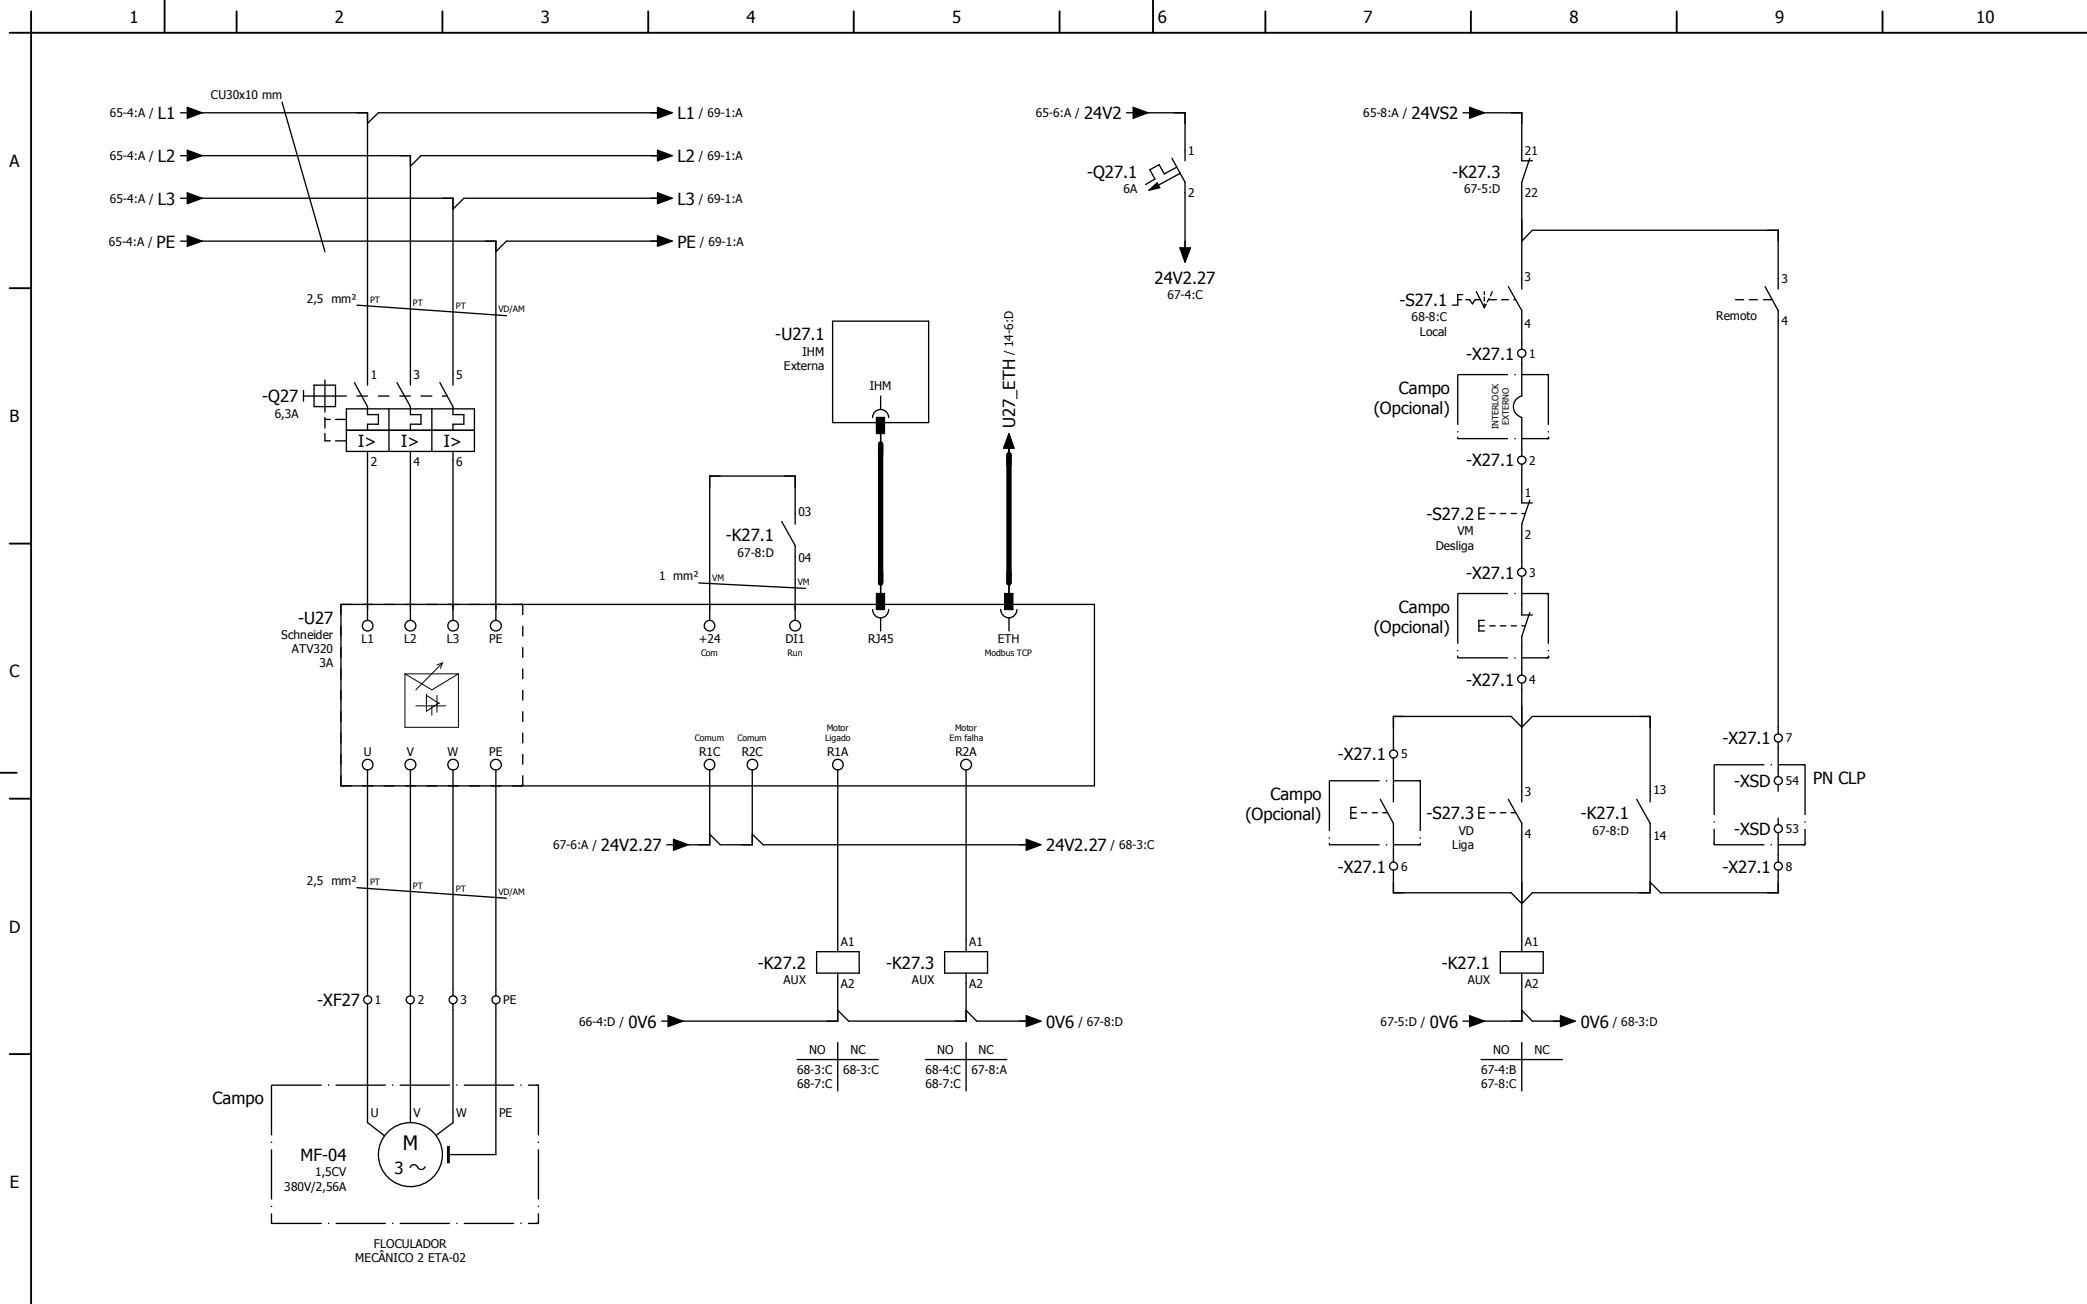 1 2 3 4 5 6 7 8 9 10
A
B
C
D
E
CU30x10 mm
65-4:A / L1
L1 / 69-1:A
65-4:A / L2
L2 / 69-1:A
65-4:A / L3
L3 / 69-1:A
65-4:A / PE
PE / 69-1:A
2,5 mm²
PT
PT
PT
VD/AM
-Q27
6,3A
1
3
5
I>
I>
I>
2
4
6
-U27
Schneider
ATV320
3A
L1
L2
L3
PE
U
V
W
PE
2,5 mm²
PT
PT
PT
VD/AM
-XF27
1
2
3
PE
Campo
U
V
W
PE
M
3
MF-04
1,5CV
380V/2,56A
FLOCULADOR
MECÂNICO 2 ETA-02
-U27.1
IHM
Externa
IHM
U27_ETH / 14-6:D
03
-K27.1
67-8:D
04
1 mm²
VM
VM
+24
Com
DI1
Run
RJ45
ETH
Modbus TCP
Comum
R1C
Comum
R2C
Motor
Ligado
R1A
Motor
Em falha
R2A
67-6:A / 24V2.27
24V2.27 / 68-3:C
A1
-K27.2
AUX
A2
A1
-K27.3
AUX
A2
66-4:D / 0V6
0V6 / 67-8:D
NO NC
68-3:C 68-3:C
68-7:C
NO NC
68-4:C 67-8:A
68-7:C
65-6:A / 24V2
1
-Q27.1
6A
2
24V2.27
67-4:C
65-8:A / 24VS2
21
-K27.3
67-5:D
22
3
-S27.1
68-8:C
Local
4
3
Remoto
4
-X27.1 1
Campo
(Opcional)
INTERLOCK
EXTERNO
-X27.1 2
1
-S27.2 E
VM
Desliga
2
-X27.1 3
Campo
(Opcional)
E
-X27.1 4
-X27.1 5
Campo
(Opcional)
E
-X27.1 6
3
-S27.3 E
VD
Liga
4
13
-K27.1
67-8:D
14
-X27.1 7
-XSD 54
PN CLP
-XSD 53
-X27.1 8
A1
-K27.1
AUX
A2
67-5:D / 0V6
0V6 / 68-3:D
NO NC
67-4:B
67-8:C